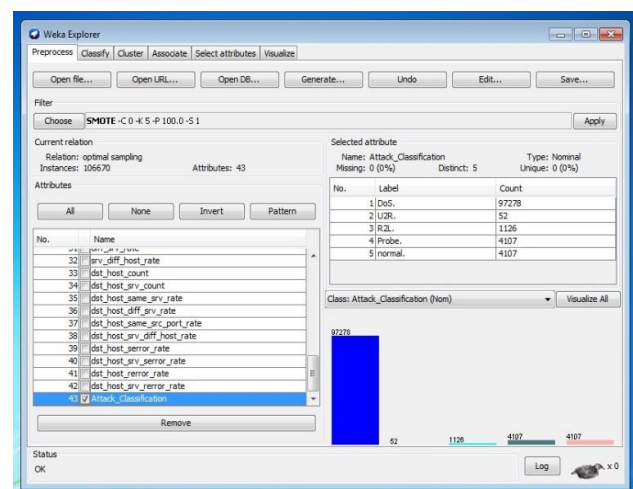 Weka Explorer
Preprocess Classify Cluster Associate Select attributes Visualize
Open file... Open URL... Open DB... Generate... Undo Edit... Save...
Filter
Choose SMOTE -C 0 -K 5 -P 100.0 -S 1 Apply
Current relation
Relation: optimal sampling
Instances: 106670 Attributes: 43
Attributes
All None Invert Pattern
No. Name
32 srv_diff_host_rate
33 dst_host_count
34 dst_host_srv_count
35 dst_host_same_srv_rate
36 dst_host_diff_srv_rate
37 dst_host_same_src_port_rate
38 dst_host_srv_diff_host_rate
39 dst_host_serror_rate
40 dst_host_srv_serror_rate
41 dst_host_rerror_rate
42 dst_host_srv_rerror_rate
43 Attack_Classification
Remove
Selected attribute
Name: Attack_Classification Type: Nominal
Missing: 0 (0%) Distinct: 5 Unique: 0 (0%)
No. Label Count
1 DoS. 97278
2 U2R. 52
3 R2L. 1126
4 Probe. 4107
5 normal. 4107
Class: Attack_Classification (Nom) Visualize All
97278
52
1126
4107
4107
Status
OK
Log x 0